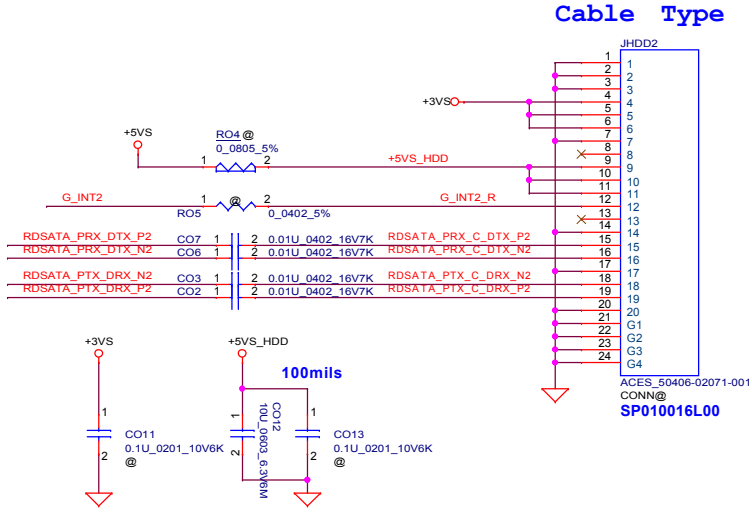 Cable Type
JHDD2
1 1
2 2
3 3
+3VS 4 4
5 5
6 6
7 7
8 8
+5VS RO4 @
0_0805_5%
1 2 +5VS_HDD 9 9
10 10
11 11
G_INT2 1 @ 2 G_INT2_R 12 12
RO5 0_0402_5%
13 13
14 14
RDSATA_PRX_DTX_P2 CO7 1 2 0.01U_0402_16V7K RDSATA_PRX_C_DTX_P2 15 15
RDSATA_PRX_DTX_N2 CO6 1 2 0.01U_0402_16V7K RDSATA_PRX_C_DTX_N2 16 16
17 17
RDSATA_PTX_DRX_N2 CO3 1 2 0.01U_0402_16V7K RDSATA_PTX_C_DRX_N2 18 18
RDSATA_PTX_DRX_P2 CO2 1 2 0.01U_0402_16V7K RDSATA_PTX_C_DRX_P2 19 19
20 20
21 G1
22 G2
23 G3
24 G4
ACES_50406-02071-001
CONN@
SP010016L00
+3VS
1
2
CO11
0.1U_0201_10V6K
@
+5VS_HDD
100mils
1
2
CO12
10U_0603_6.3V6M
1
2
CO13
0.1U_0201_10V6K
@